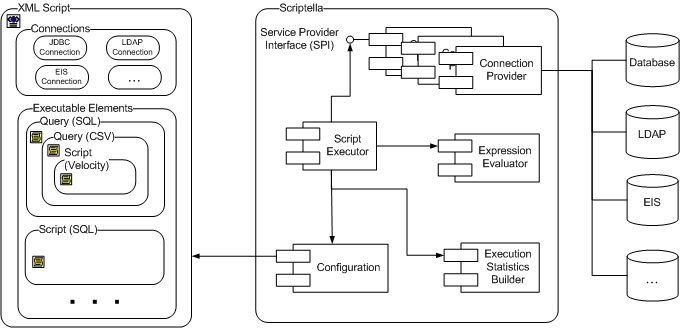 XML Script
Connections
JDBC
Connection
LDAP
Connection
EIS
Connection
...
Executable Elements
Query (SQL)
Query (CSV)
Script
(Velocity)
Script (SQL)
. . .
Scriptella
Service Provider
Interface (SPI)
Connection
Provider
Script
Executor
Expression
Evaluator
Configuration
Execution
Statistics
Builder
Database
LDAP
EIS
...